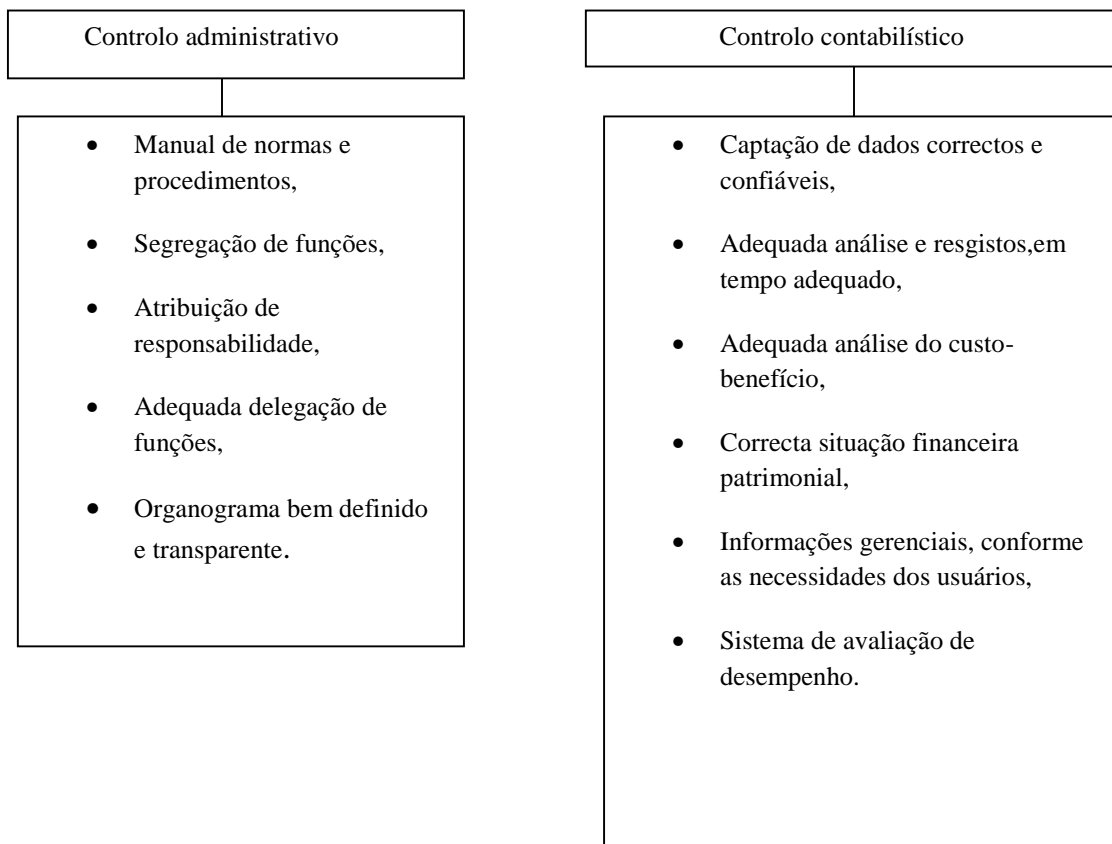 Controlo administrativo
• Manual de normas e
procedimentos,
• Segregação de funções,
• Atribuição de
responsabilidade,
• Adequada delegação de
funções,
• Organograma bem definido
e transparente.
Controlo contabilístico
• Captação de dados correctos e
confiáveis,
• Adequada análise e resgistos,em
tempo adequado,
• Adequada análise do custo-
benefício,
• Correcta situação financeira
patrimonial,
• Informações gerenciais, conforme
as necessidades dos usuários,
• Sistema de avaliação de
desempenho.